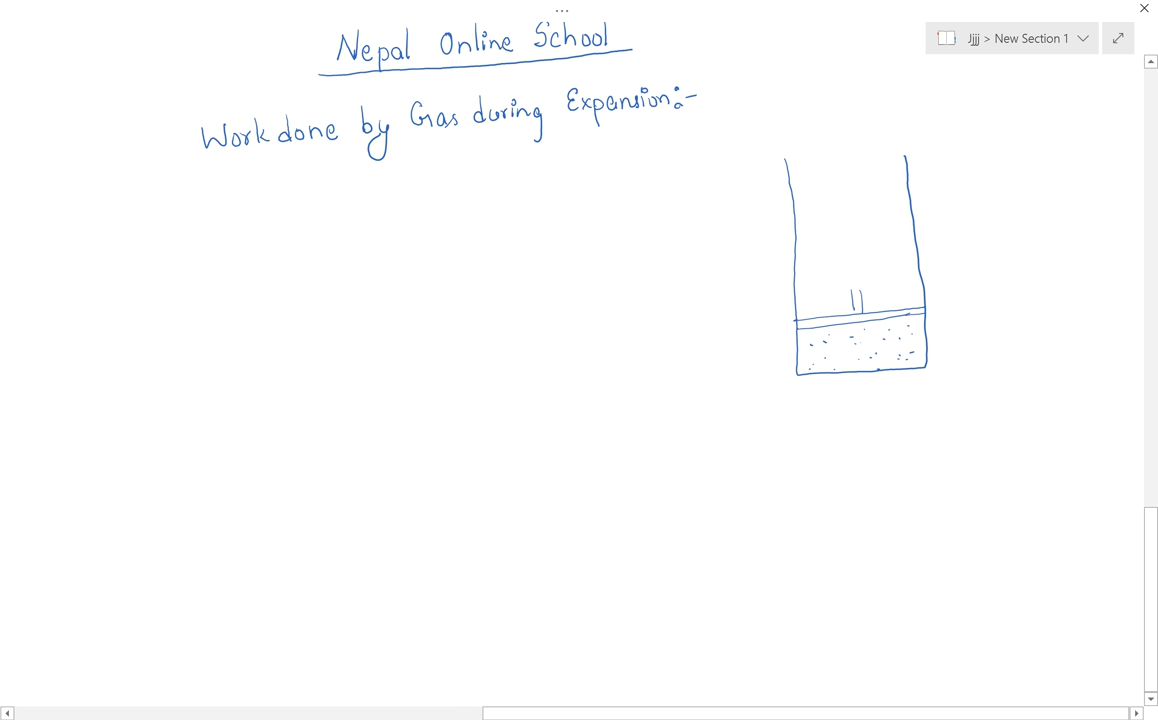 Nepal Online School
Jjjj > New Section 1
Work done by Gas during Expansion:-